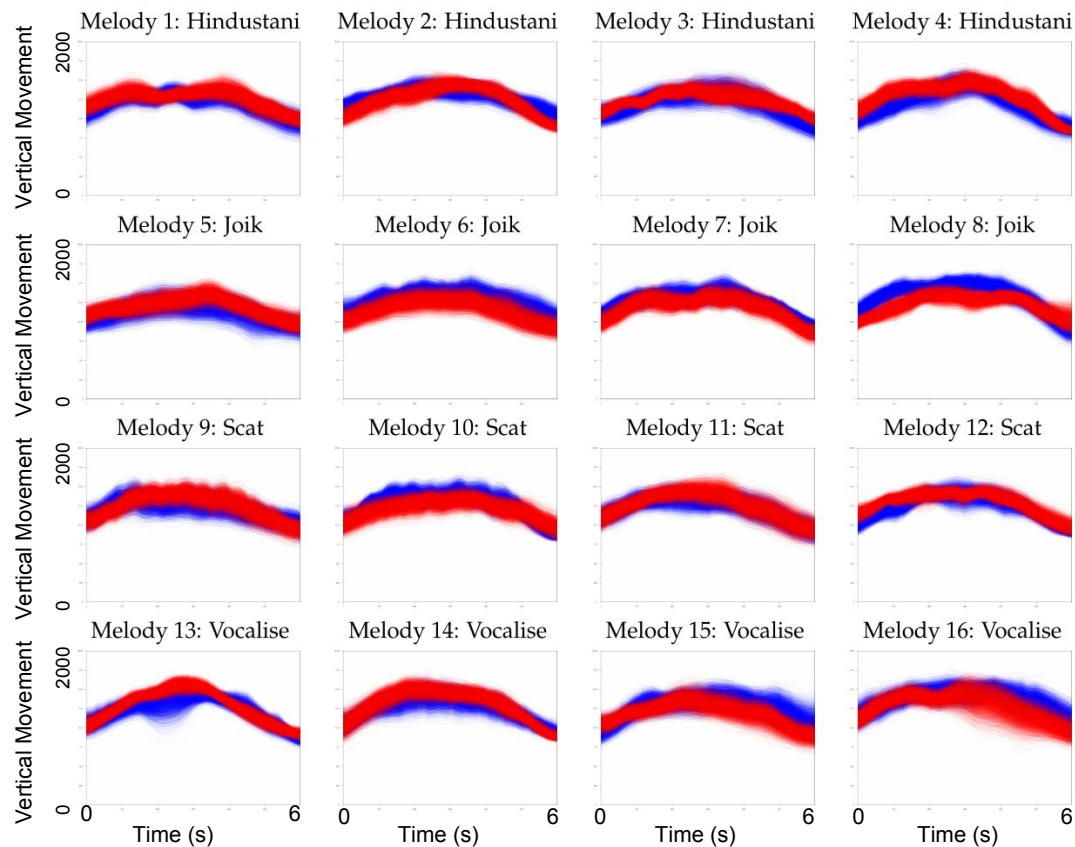 Melody 1: Hindustani
Melody 2: Hindustani
Melody 3: Hindustani
Melody 4: Hindustani
Vertical Movement
2000
0
Melody 5: Joik
Melody 6: Joik
Melody 7: Joik
Melody 8: Joik
Vertical Movement
2000
0
Melody 9: Scat
Melody 10: Scat
Melody 11: Scat
Melody 12: Scat
Vertical Movement
2000
0
Melody 13: Vocalise
Melody 14: Vocalise
Melody 15: Vocalise
Melody 16: Vocalise
Vertical Movement
2000
0
0
6
Time (s)
0
6
Time (s)
0
6
Time (s)
0
6
Time (s)